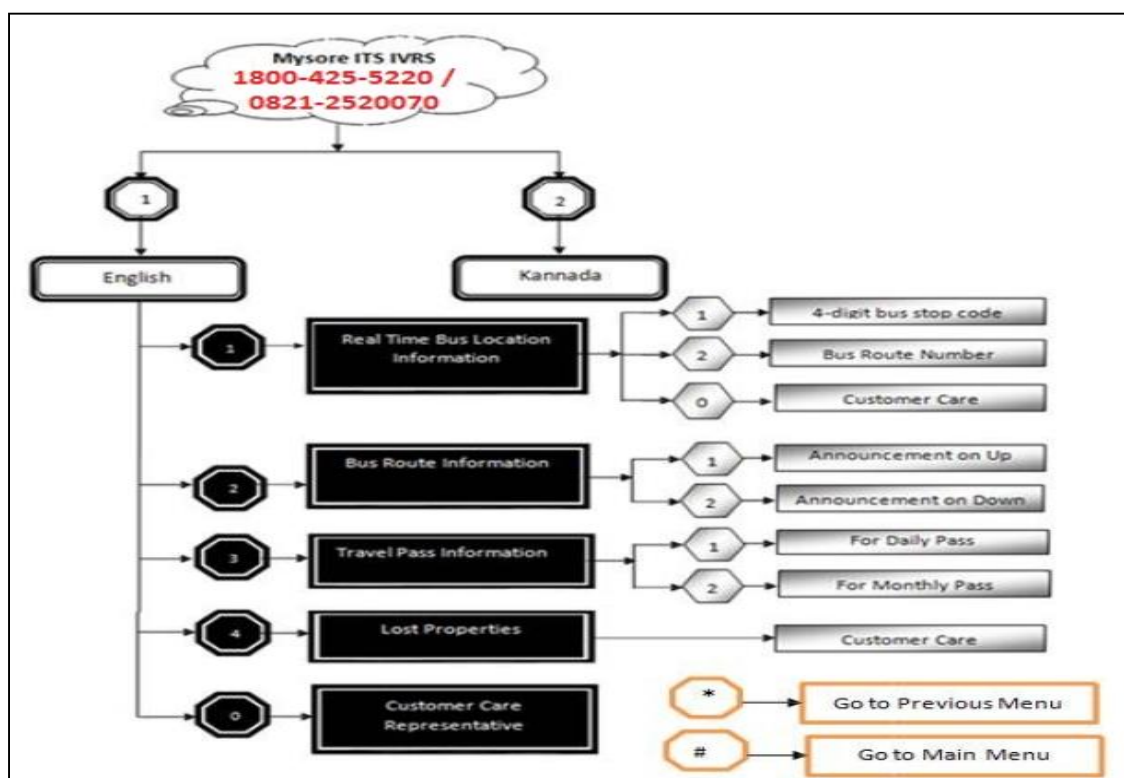 Mysore ITS IVRS
1800-425-5220 /
0821-2520070
1
2
English
Kannada
1
Real Time Bus Location
Information
1
4-digit bus stop code
2
Bus Route Number
0
Customer Care
2
Bus Route Information
1
Announcement on Up
2
Announcement on Down
3
Travel Pass Information
1
For Daily Pass
2
For Monthly Pass
4
Lost Properties
Customer Care
0
Customer Care
Representative
*
Go to Previous Menu
#
Go to Main Menu